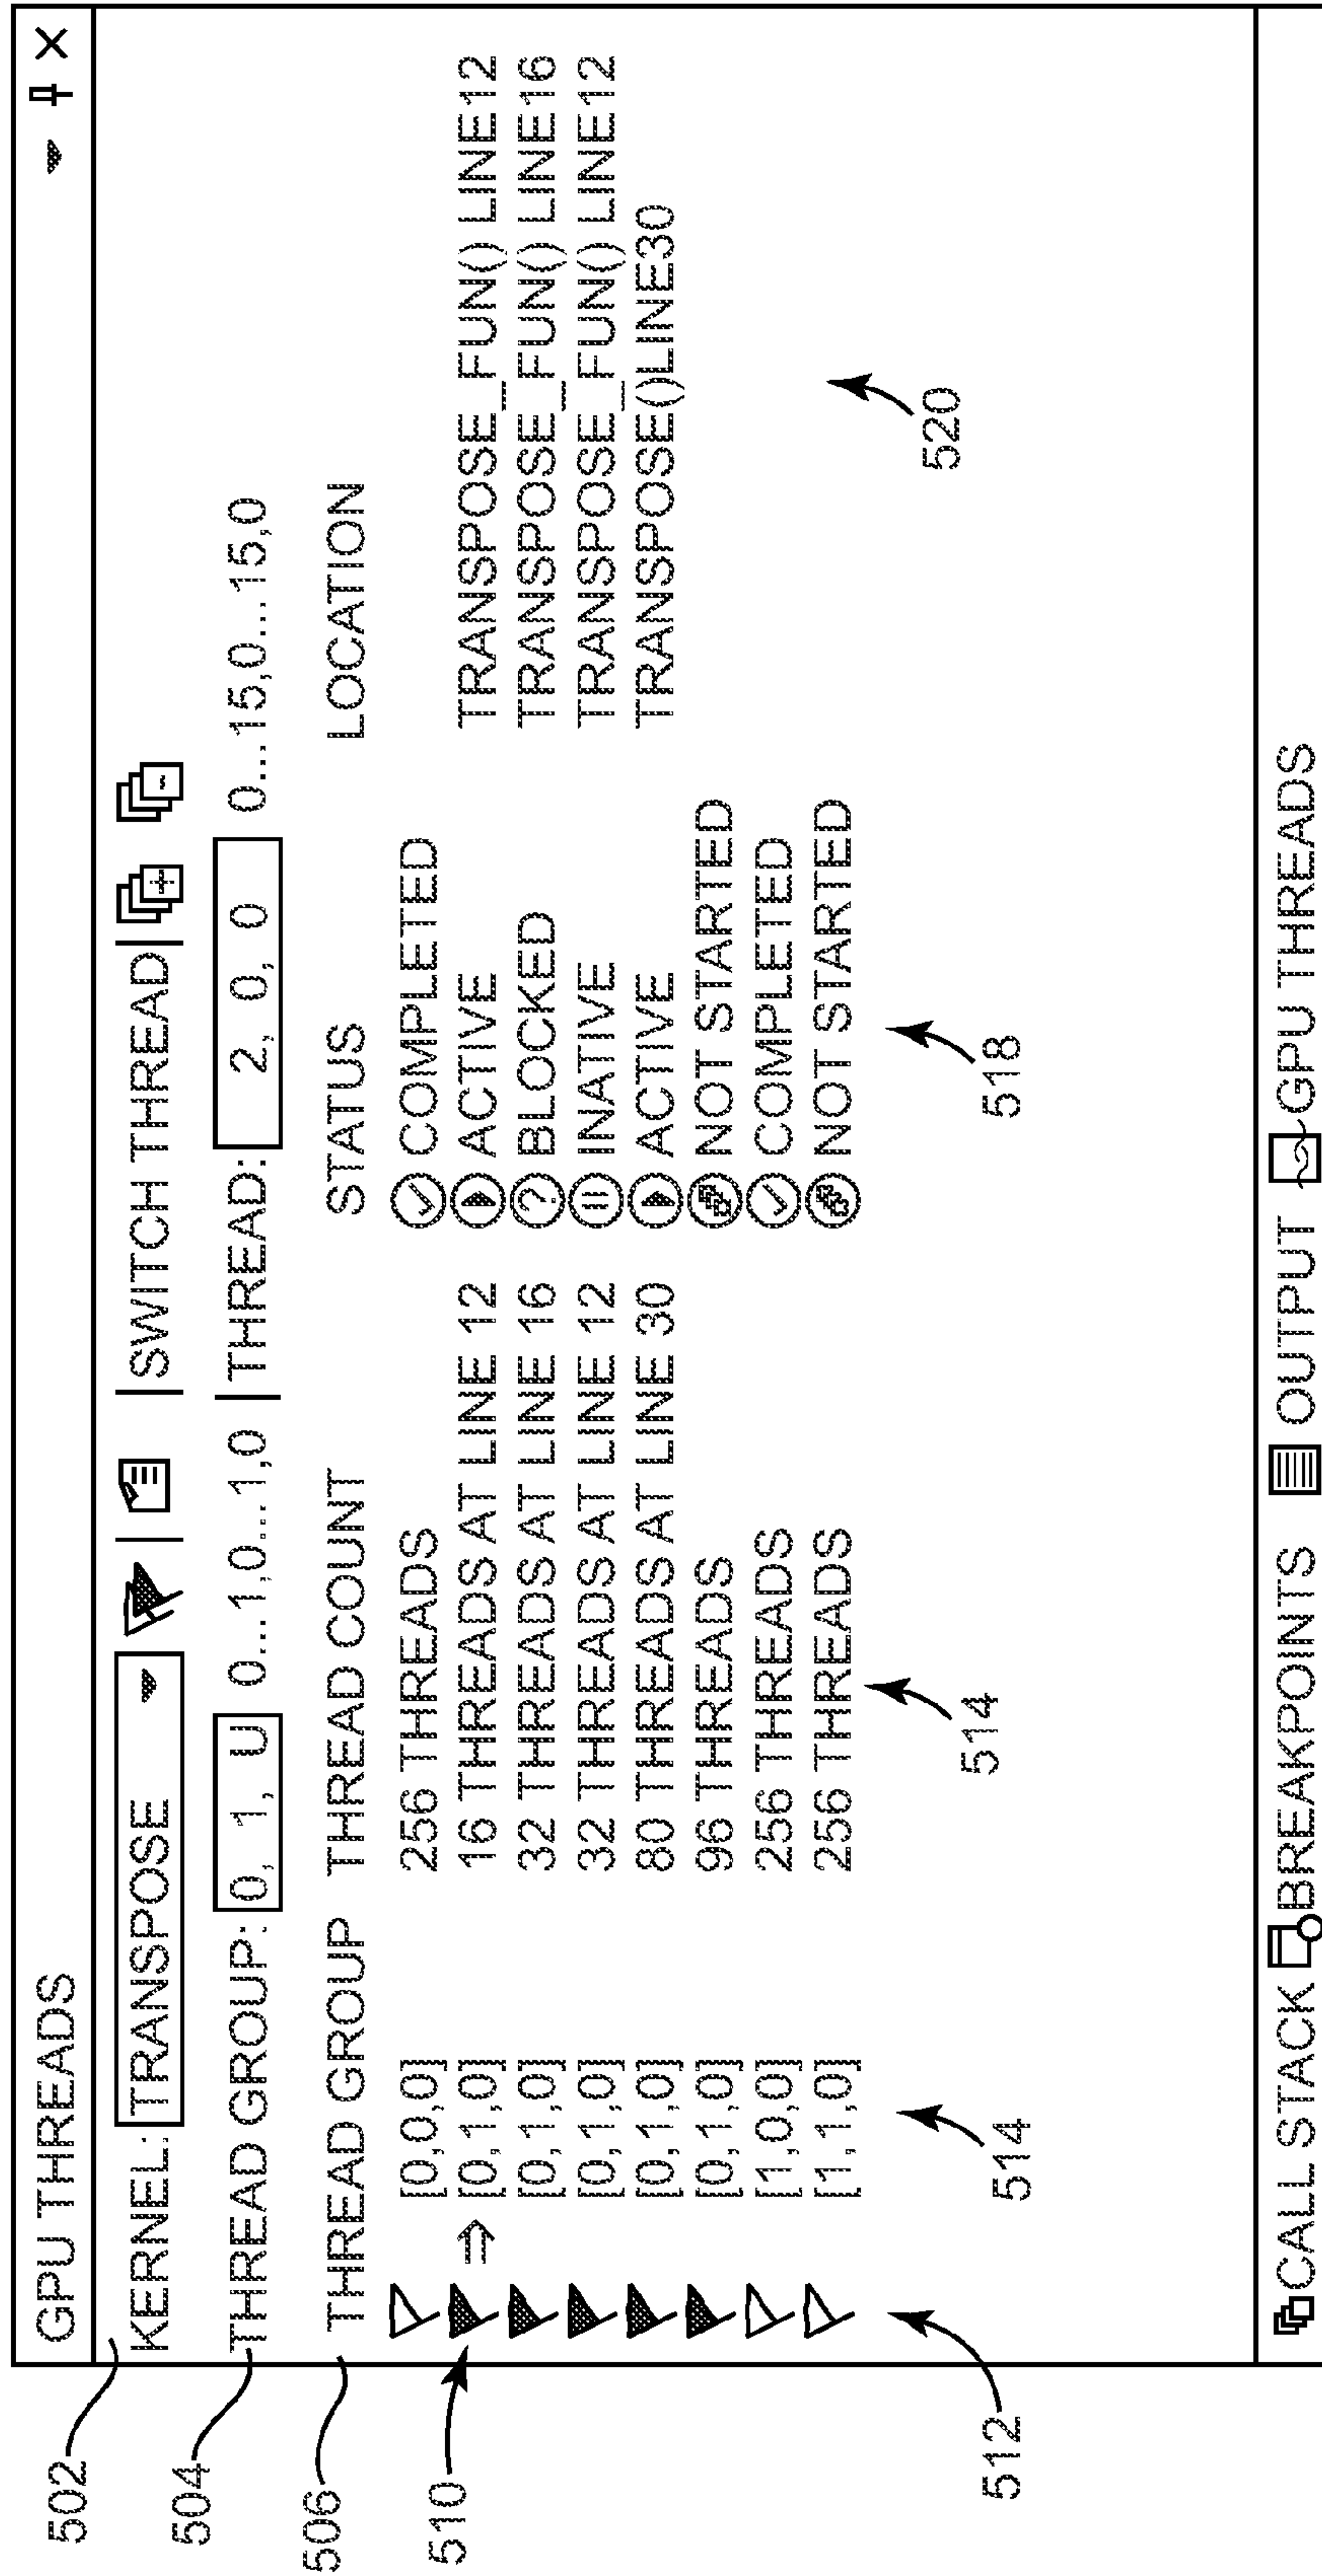 GPU THREADS
KERNEL: TRANSPOSE SWITCH THREAD
THREAD GROUP: 0, 1, U 0...1,0...1,0 THREAD: 2, 0, 0 0...15,0...15,0
THREAD GROUP THREAD COUNT STATUS LOCATION
[0,0,0] 256 THREADS COMPLETED
[0,1,0] 16 THREADS AT LINE 12 ACTIVE TRANSPOSE_FUN() LINE12
[0,1,0] 32 THREADS AT LINE 16 BLOCKED TRANSPOSE_FUN() LINE16
[0,1,0] 32 THREADS AT LINE 12 INATIVE TRANSPOSE_FUN() LINE12
[0,1,0] 80 THREADS AT LINE 30 ACTIVE TRANSPOSE()LINE30
[0,1,0] 96 THREADS NOT STARTED
[1,0,0] 256 THREADS COMPLETED
[1,1,0] 256 THREADS NOT STARTED
CALL STACK BREAKPOINTS OUTPUT GPU THREADS
502
504
506
510
512
514
514
518
520